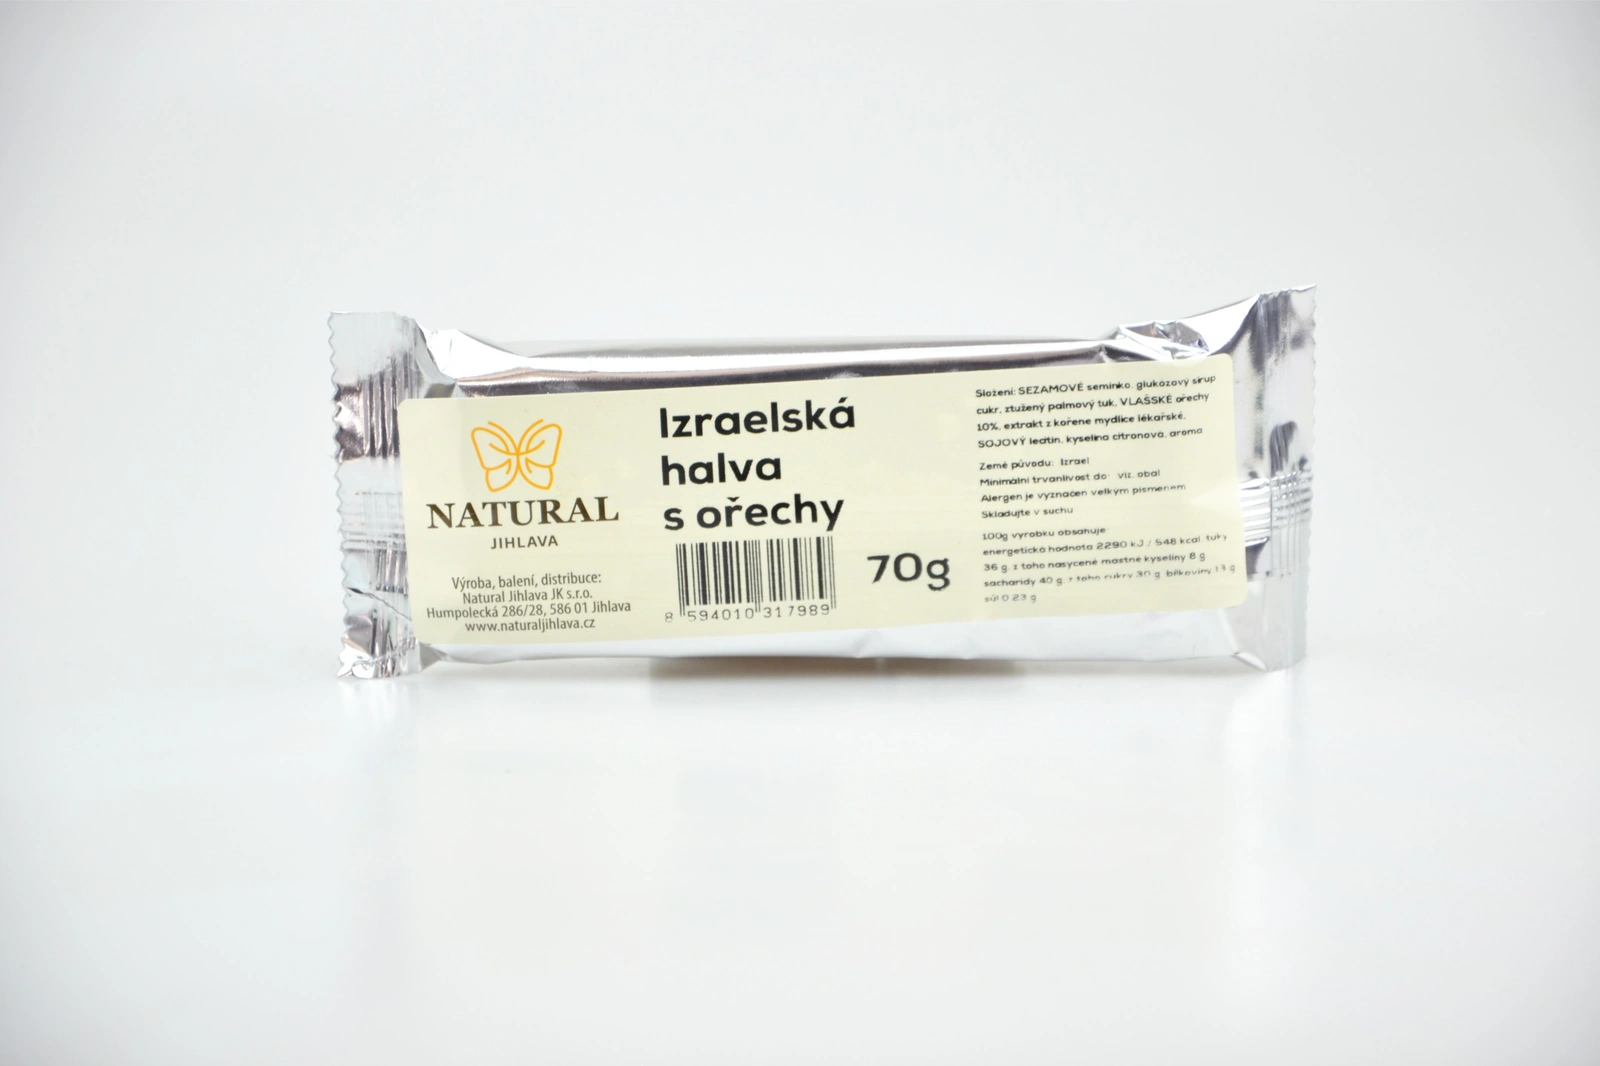 NATURAL
JIHLAVA
Výroba, balení, distribuce:
Natural Jihlava JK s.r.o.
Humpolecká 286/28, 586 01 Jihlava
www.naturaljihlava.cz
Izraelská
halva
s ořechy
8 594010 317989
70g
Složení: SEZAMOVÉ semínko, glukózový sirup
cukr, ztužený palmový tuk, VLAŠSKÉ ořechy
10%, extrakt z kořene mydlice lékařské,
SOJOVÝ lecitin, kyselina citronová, aroma
Země původu: Izrael
Minimální trvanlivost do: viz. obal
Alergen je vyznačen velkým písmenem
Skladujte v suchu
100g výrobku obsahuje:
energetická hodnota 2290 kJ / 548 kcal, tuky
36 g, z toho nasycené mastné kyseliny 8 g
sacharidy 40 g, z toho cukry 30 g, bílkoviny 13 g
sůl 0.23 g